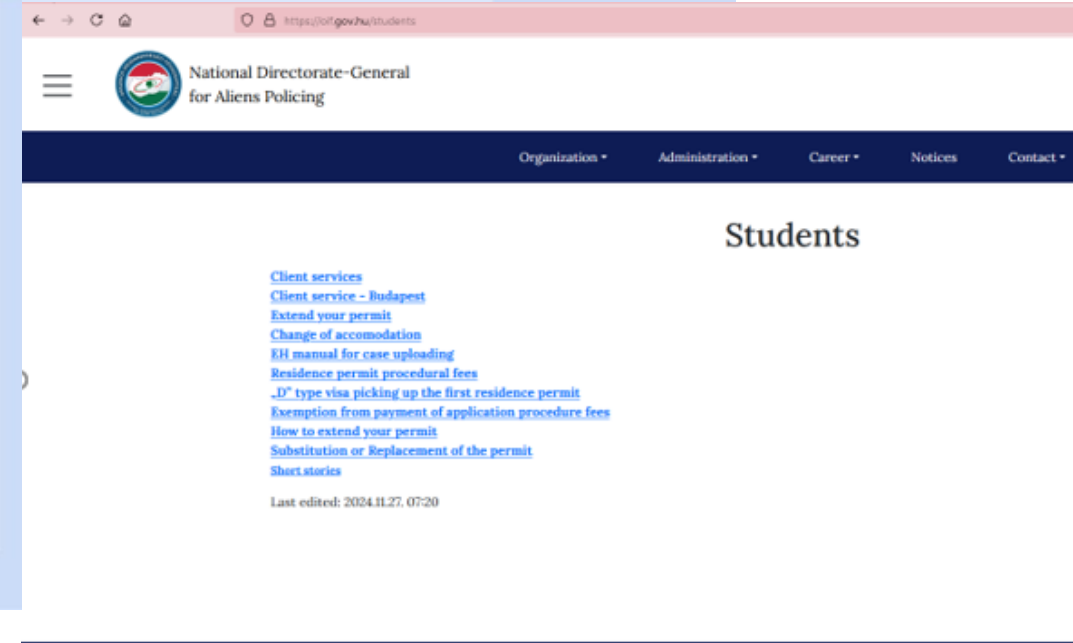 https://oif.gov.hu/students
National Directorate-General
for Aliens Policing
Organization Administration Career Notices Contact
Students
Client services
Client service - Budapest
Extend your permit
Change of accomodation
EH manual for case uploading
Residence permit procedural fees
„D” type visa picking up the first residence permit
Exemption from payment of application procedure fees
How to extend your permit
Substitution or Replacement of the permit
Short stories
Last edited: 2024.11.27. 07:20